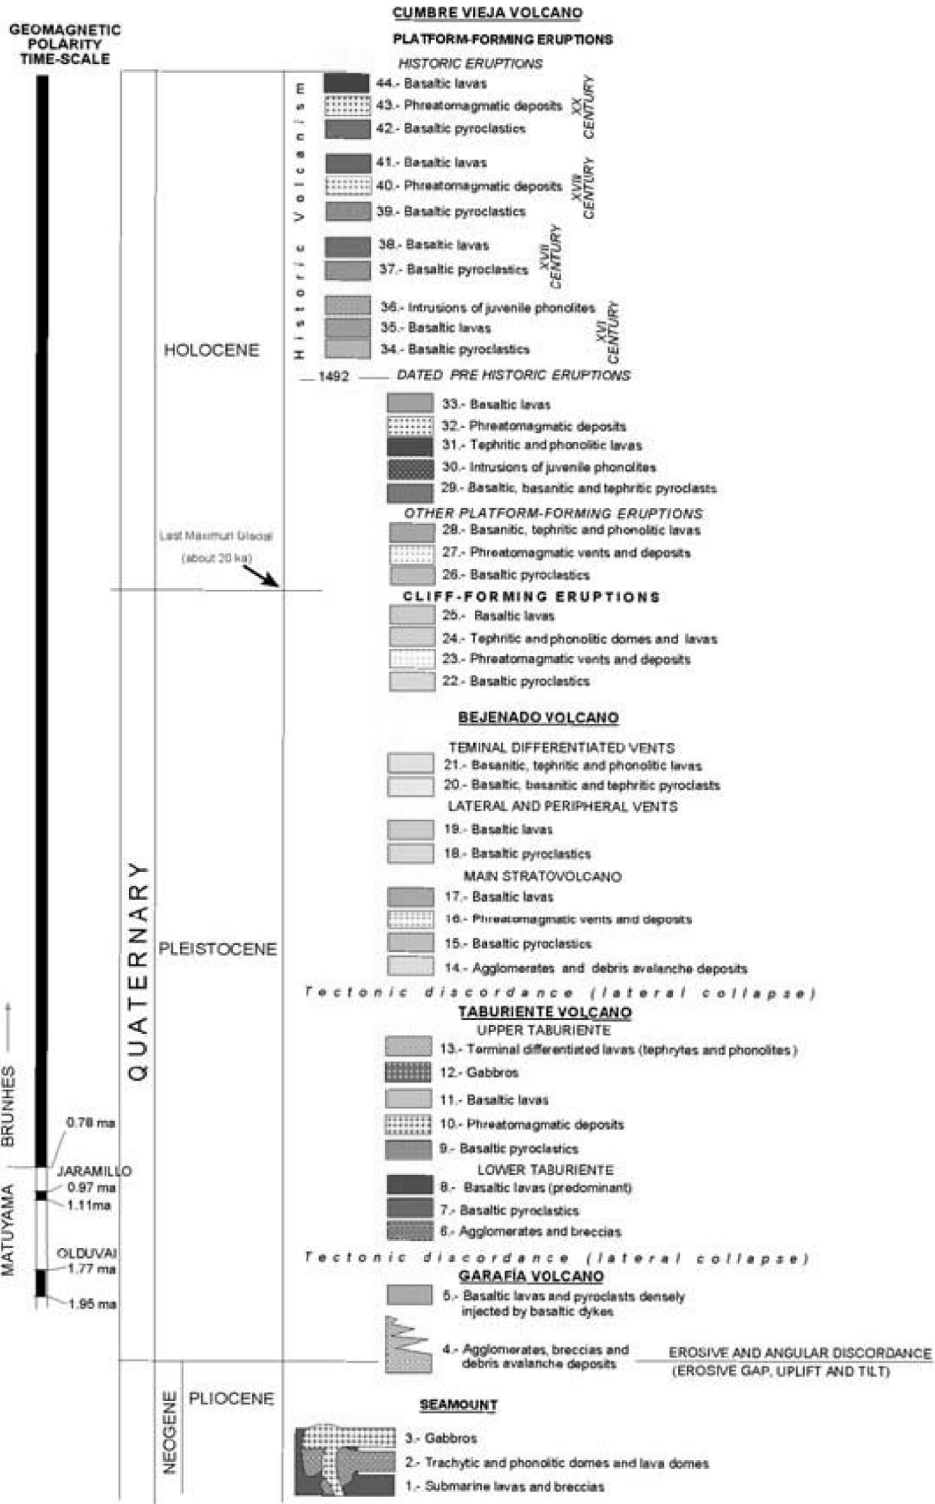 GEOMAGNETIC
POLARITY
TIME-SCALE
CUMBRE VIEJA VOLCANO
PLATFORM-FORMING ERUPTIONS
HISTORIC ERUPTIONS
Historic Volcanism
44.- Basaltic lavas
43.- Phreatomagmatic deposits
42.- Basaltic pyroclastics
XX
CENTURY
41.- Basaltic lavas
40.- Phreatomagmatic deposits
39.- Basaltic pyroclastics
XVIII
CENTURY
38.- Basaltic lavas
37.- Basaltic pyroclastics
XVII
CENTURY
36.- Intrusions of juvenile phonolites
35.- Basaltic lavas
34.- Basaltic pyroclastics
XVI
CENTURY
HOLOCENE
1492
DATED PRE HISTORIC ERUPTIONS
33.- Basaltic lavas
32.- Phreatomagmatic deposits
31.- Tephritic and phonolitic lavas
30.- Intrusions of juvenile phonolites
29.- Basaltic, basanitic and tephritic pyroclasts
OTHER PLATFORM-FORMING ERUPTIONS
28.- Basanitic, tephritic and phonolitic lavas
27.- Phreatomagmatic vents and deposits
26.- Basaltic pyroclastics
Last Maximun Glacial
(about 20 ka)
CLIFF-FORMING ERUPTIONS
25.- Basaltic lavas
24.- Tephritic and phonolitic domes and lavas
23.- Phreatomagmatic vents and deposits
22.- Basaltic pyroclastics
BEJENADO VOLCANO
TEMINAL DIFFERENTIATED VENTS
21.- Basanitic, tephritic and phonolitic lavas
20.- Basaltic, basanitic and tephritic pyroclasts
LATERAL AND PERIPHERAL VENTS
19.- Basaltic lavas
18.- Basaltic pyroclastics
MAIN STRATOVOLCANO
17.- Basaltic lavas
16.- Phreatomagmatic vents and deposits
15.- Basaltic pyroclastics
14.- Agglomerates and debris avalanche deposits
QUATERNARY
PLEISTOCENE
Tectonic discordance (lateral collapse)
TABURIENTE VOLCANO
UPPER TABURIENTE
13.- Terminal differentiated lavas (tephrytes and phonolites)
12.- Gabbros
11.- Basaltic lavas
10.- Phreatomagmatic deposits
9.- Basaltic pyroclastics
LOWER TABURIENTE
8.- Basaltic lavas (predominant)
7.- Basaltic pyroclastics
6.- Agglomerates and breccias
BRUNHES
0.78 ma
JARAMILLO
0.97 ma
1.11ma
MATUYAMA
OLDUVAI
1.77 ma
1.95 ma
Tectonic discordance (lateral collapse)
GARAFÍA VOLCANO
5.- Basaltic lavas and pyroclasts densely
injected by basaltic dykes
4.- Agglomerates, breccias and
debris avalanche deposits
EROSIVE AND ANGULAR DISCORDANCE
(EROSIVE GAP, UPLIFT AND TILT)
NEOGENE
PLIOCENE
SEAMOUNT
3.- Gabbros
2.- Trachytic and phonolitic domes and lava domes
1.- Submarine lavas and breccias